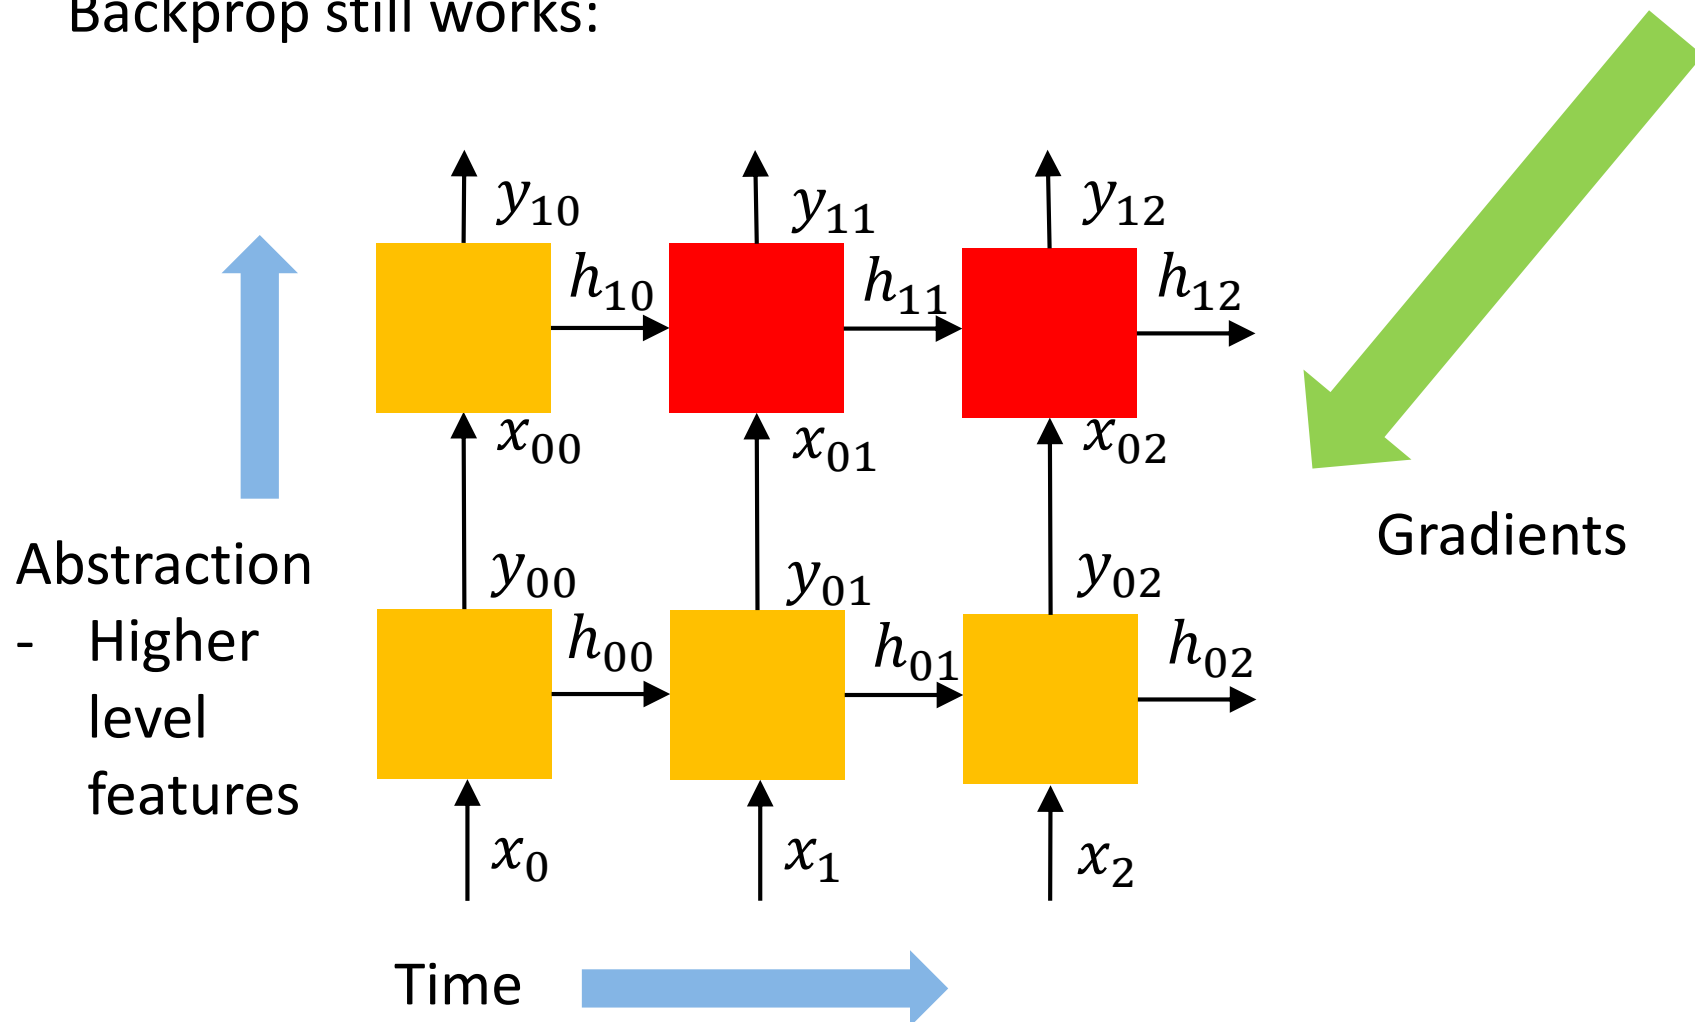 Backprop still works:
y₁₀ y₁₁ y₁₂
h₁₀ h₁₁ h₁₂
x₀₀ x₀₁ x₀₂
Gradients
Abstraction
- Higher
level
features
y₀₀ y₀₁ y₀₂
h₀₀ h₀₁ h₀₂
x₀ x₁ x₂
Time